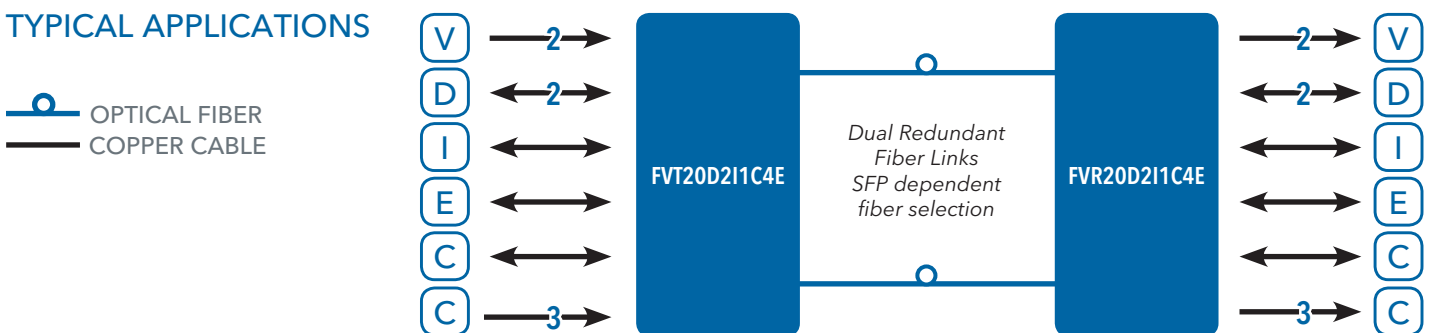 TYPICAL APPLICATIONS
OPTICAL FIBER
COPPER CABLE
V
2
D
2
I
E
C
C
3
FVT20D2I1C4E
Dual Redundant
Fiber Links
SFP dependent
fiber selection
FVR20D2I1C4E
2
V
2
D
I
E
C
3
C